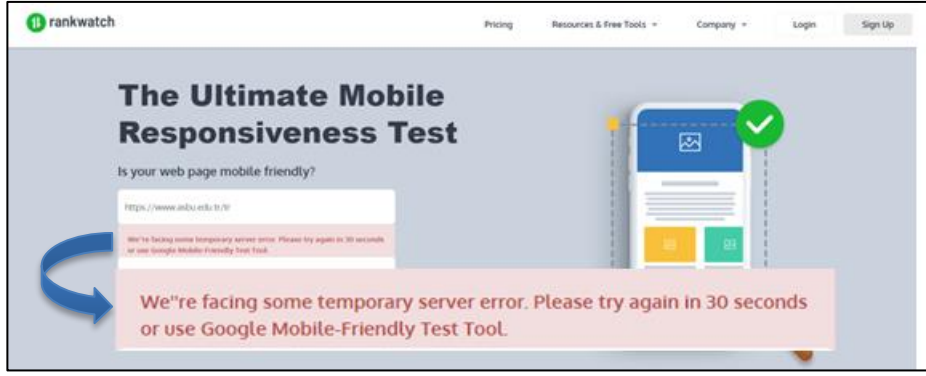 rankwatch
Pricing Resources & Free Tools Company Login Sign Up
The Ultimate Mobile
Responsiveness Test
Is your web page mobile friendly?
https://www.asbu.edu.tr/tr
We're facing some temporary server error. Please try again in 30 seconds
or use Google Mobile-Friendly Test Tool.
We"re facing some temporary server error. Please try again in 30 seconds
or use Google Mobile-Friendly Test Tool.